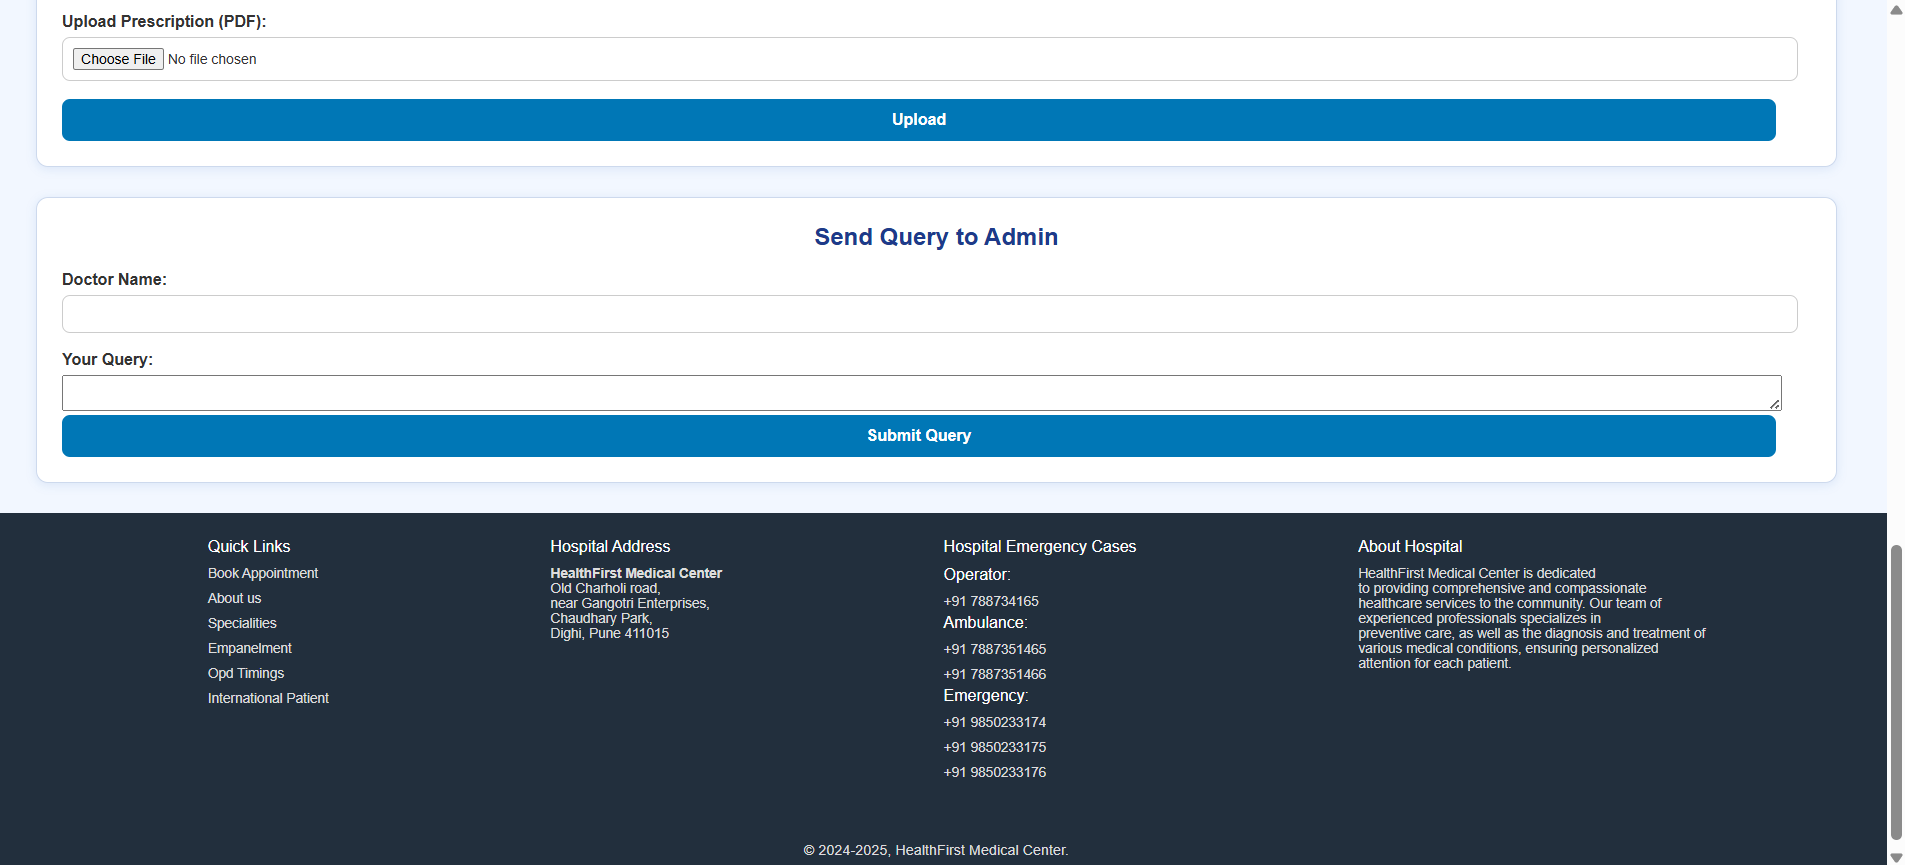 Upload Prescription (PDF):
Choose File No file chosen
Upload
Send Query to Admin
Doctor Name:
Your Query:
Submit Query
Quick Links
Book Appointment
About us
Specialities
Empanelment
Opd Timings
International Patient
Hospital Address
HealthFirst Medical Center
Old Charholi road,
near Gangotri Enterprises,
Chaudhary Park,
Dighi, Pune 411015
Hospital Emergency Cases
Operator:
+91 788734165
Ambulance:
+91 7887351465
+91 7887351466
Emergency:
+91 9850233174
+91 9850233175
+91 9850233176
About Hospital
HealthFirst Medical Center is dedicated
to providing comprehensive and compassionate
healthcare services to the community. Our team of
experienced professionals specializes in
preventive care, as well as the diagnosis and treatment of
various medical conditions, ensuring personalized
attention for each patient.
© 2024-2025, HealthFirst Medical Center.